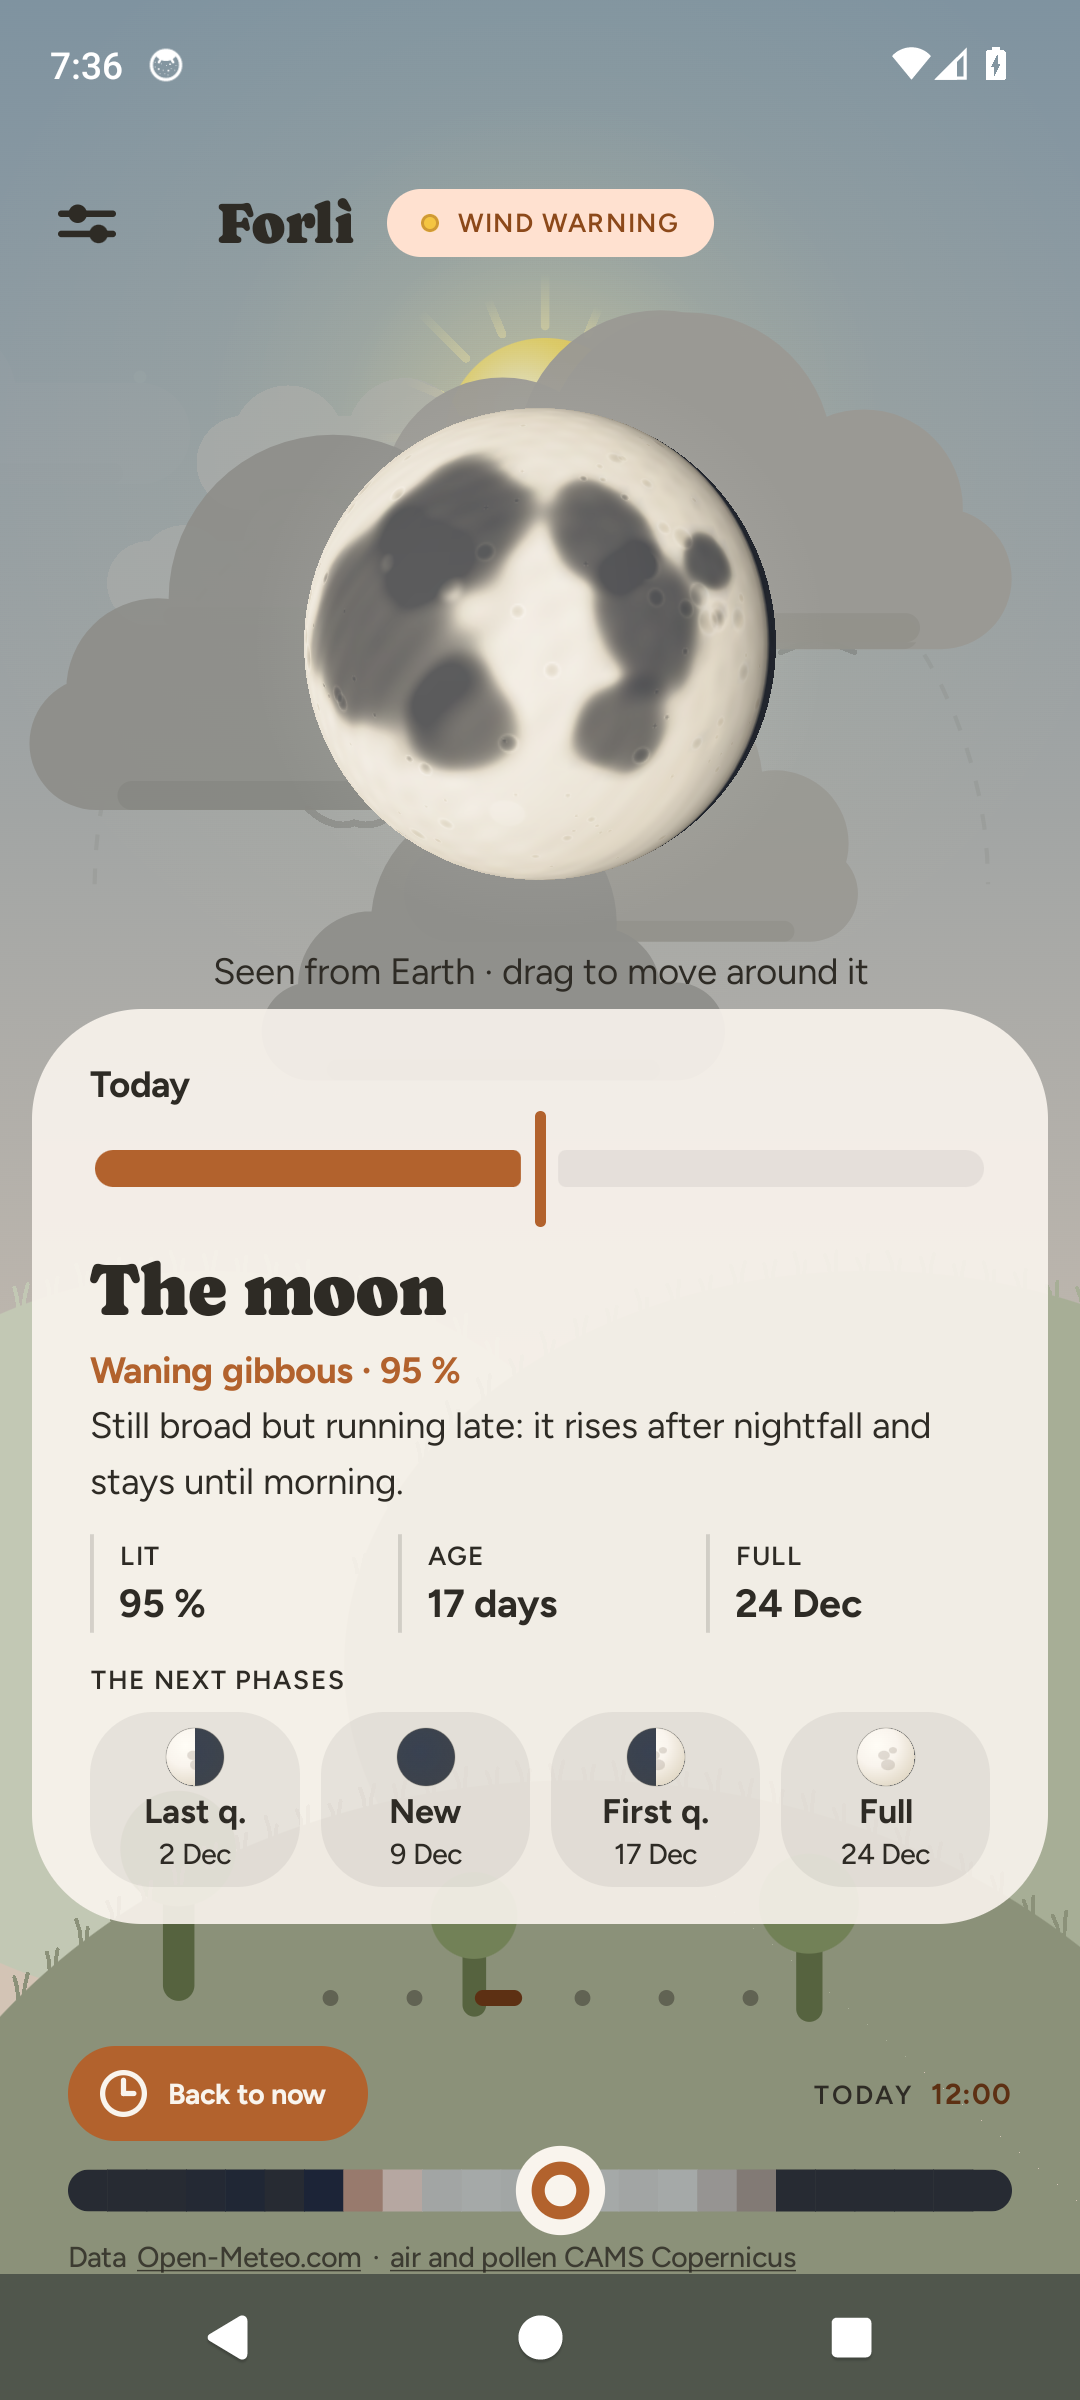 7:36
Forlì
WIND WARNING
Seen from Earth · drag to move around it
Today
The moon
Waning gibbous · 95 %
Still broad but running late: it rises after nightfall and
stays until morning.
LIT
95 %
AGE
17 days
FULL
24 Dec
THE NEXT PHASES
Last q.
2 Dec
New
9 Dec
First q.
17 Dec
Full
24 Dec
Back to now
TODAY 12:00
Data Open-Meteo.com · air and pollen CAMS Copernicus